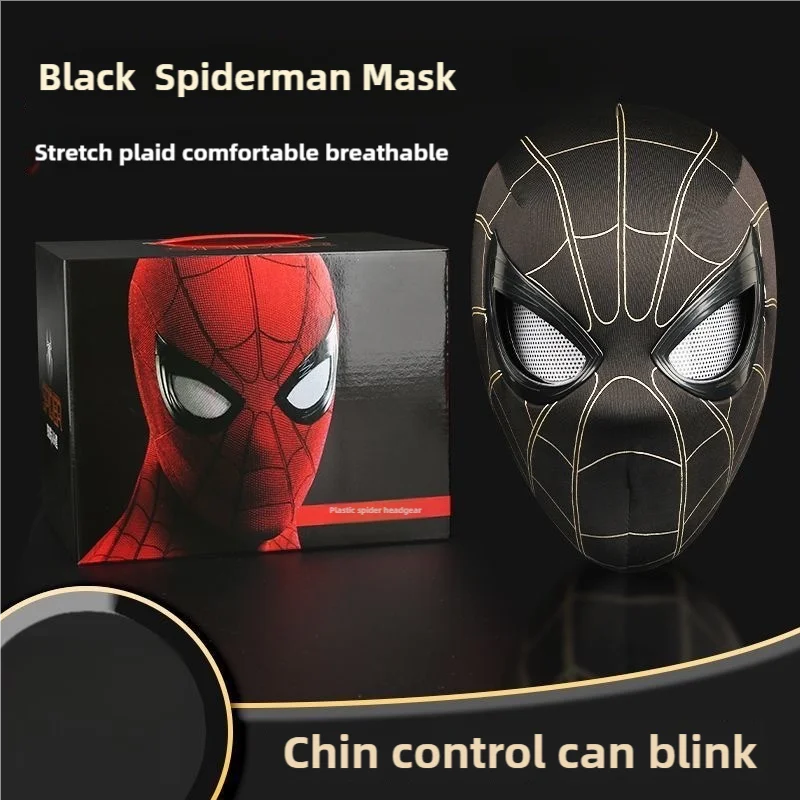 Black Spiderman Mask
Stretch plaid comfortable breathable
Plastic spider headgear
Chin control can blink